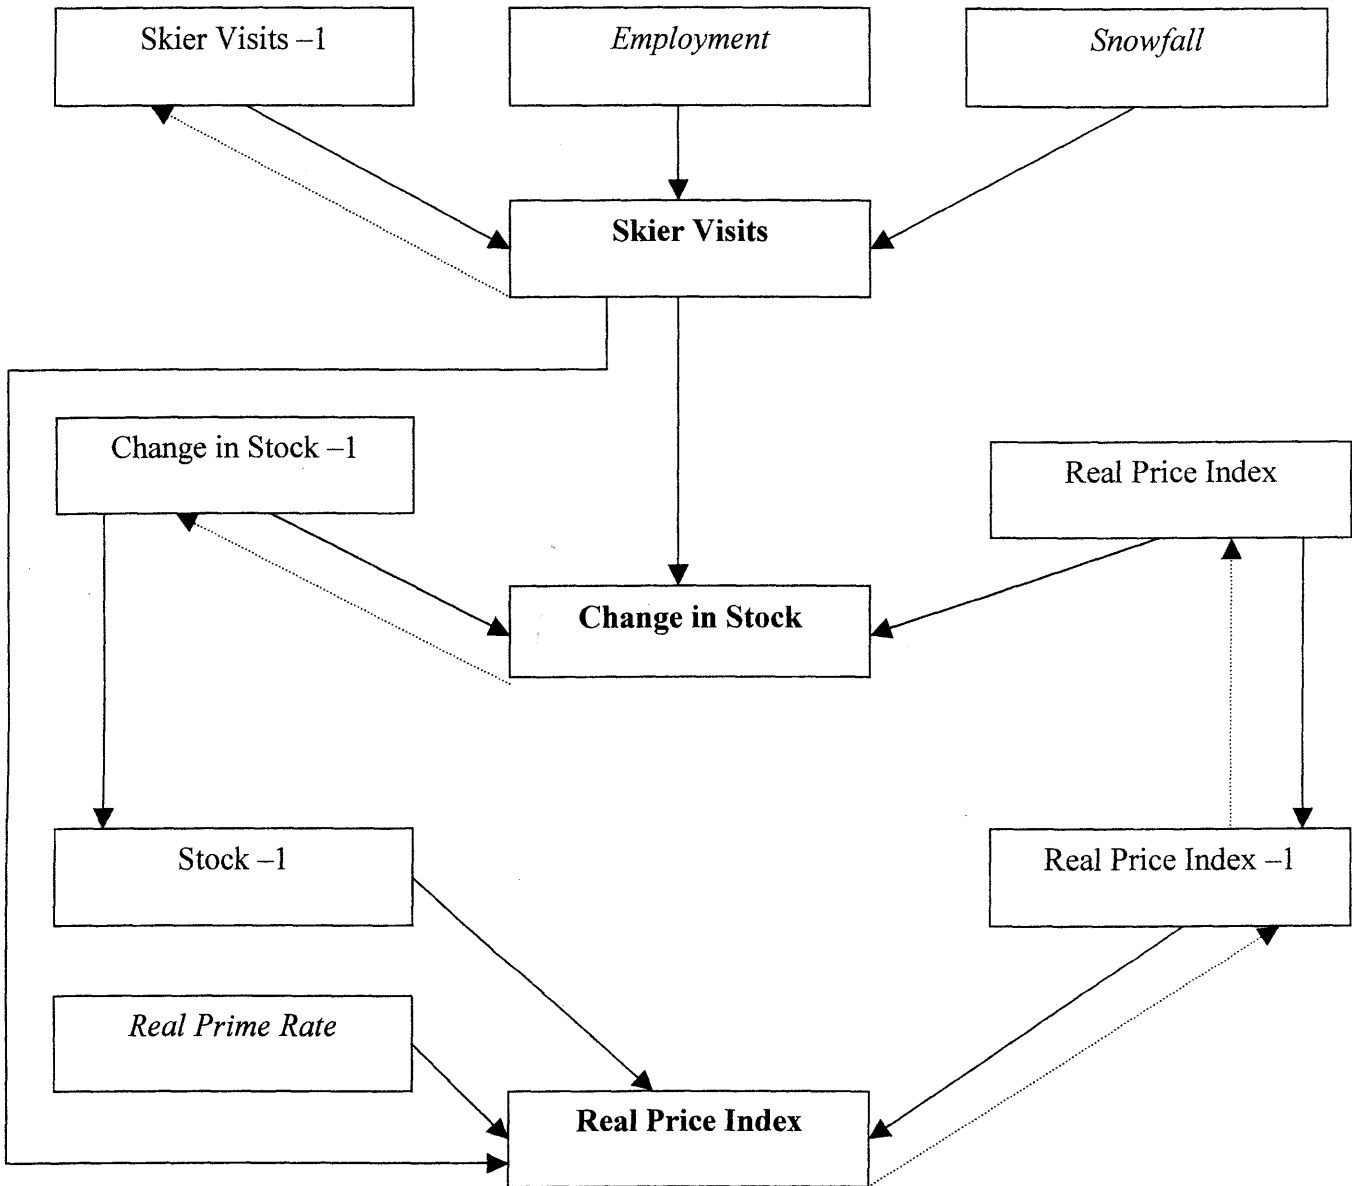 Skier Visits –1
Employment
Snowfall
Skier Visits
Change in Stock –1
Real Price Index
Change in Stock
Stock –1
Real Price Index –1
Real Prime Rate
Real Price Index